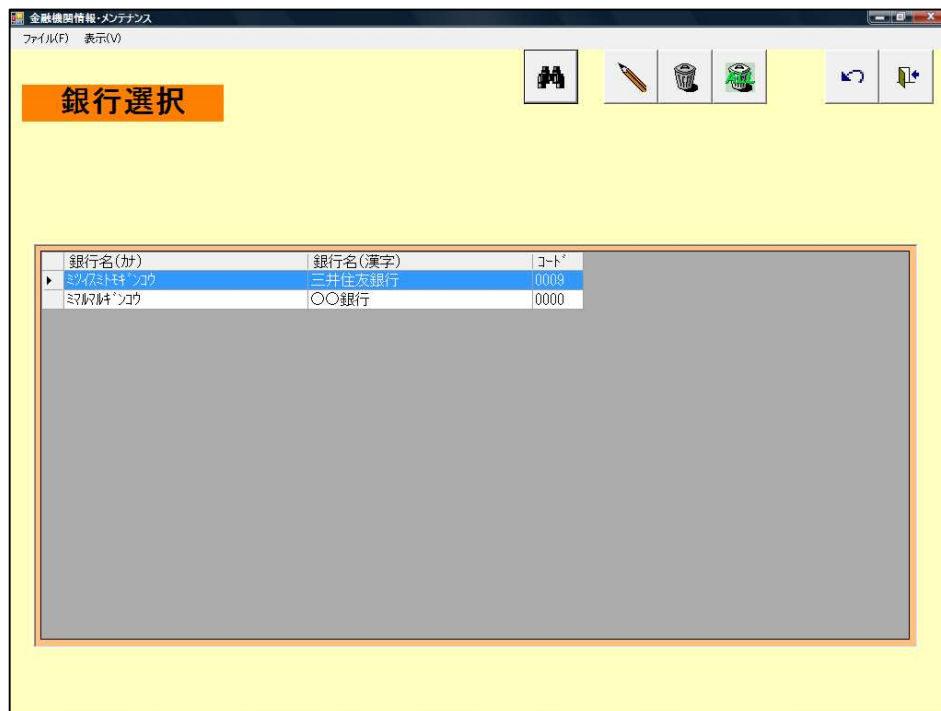 金融機関情報・メンテナンス
ファイル(F) 表示(V)
銀行選択
銀行名(ｶﾅ) 銀行名(漢字) ｺｰﾄﾞ
ﾐﾂｲｽﾐﾄﾓｷﾞﾝｺｳ 三井住友銀行 0009
ﾐﾏﾙﾏﾙｷﾞﾝｺｳ 〇〇銀行 0000